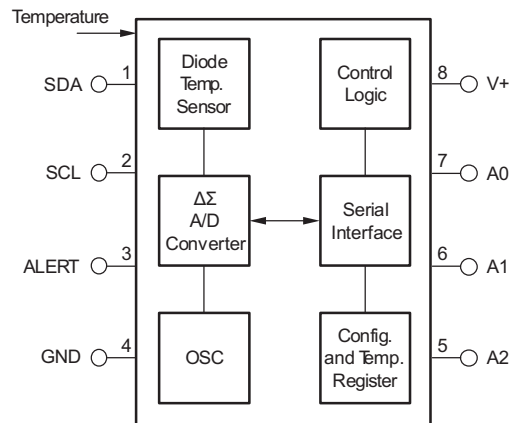 Temperature
1
SDA
Diode
Temp.
Sensor
Control
Logic
8
V+
2
SCL
ΔΣ
A/D
Converter
Serial
Interface
7
A0
3
ALERT
6
A1
4
GND
OSC
Config.
and Temp.
Register
5
A2